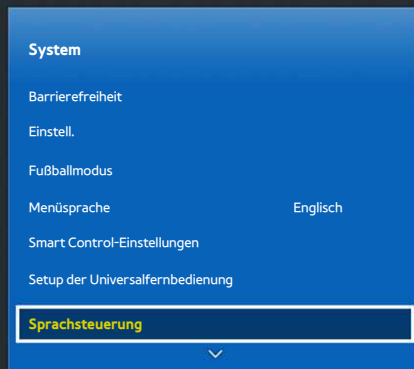 System
Barrierefreiheit
Einstell.
Fußballmodus
Menüsprache Englisch
Smart Control-Einstellungen
Setup der Universalfernbedienung
Sprachsteuerung